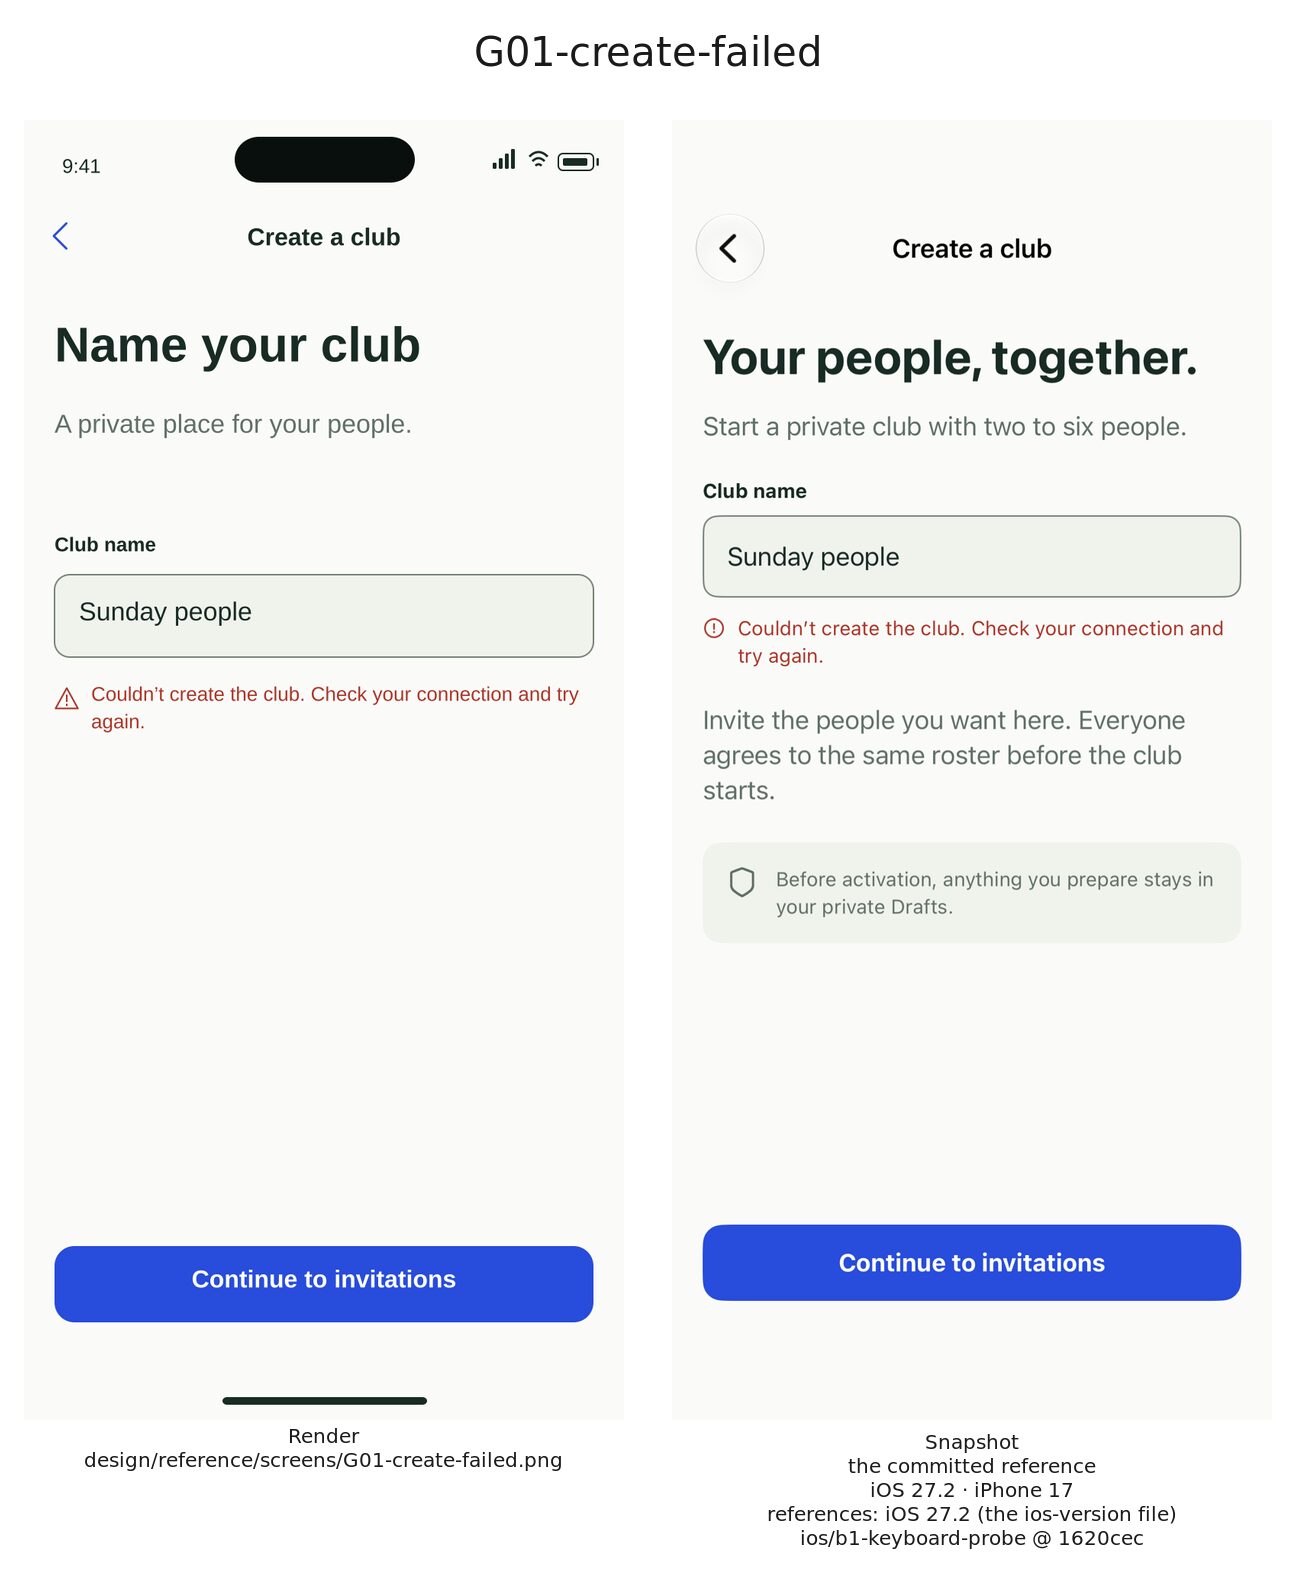 G01-create-failed
9:41
Create a club
Name your club
A private place for your people.
Club name
Sunday people
Couldn’t create the club. Check your connection and try
again.
Continue to invitations
Render
design/reference/screens/G01-create-failed.png
Create a club
Your people, together.
Start a private club with two to six people.
Club name
Sunday people
Couldn’t create the club. Check your connection and
try again.
Invite the people you want here. Everyone
agrees to the same roster before the club
starts.
Before activation, anything you prepare stays in
your private Drafts.
Continue to invitations
Snapshot
the committed reference
iOS 27.2 · iPhone 17
references: iOS 27.2 (the ios-version file)
ios/b1-keyboard-probe @ 1620cec